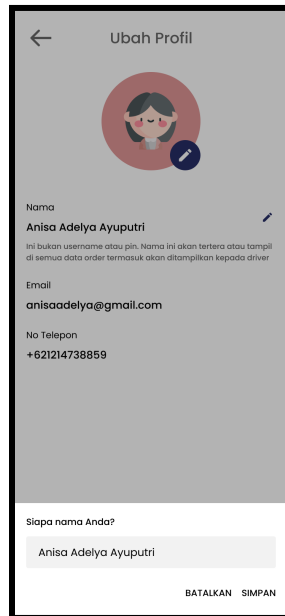 Ubah Profil
Nama
Anisa Adelya Ayuputri
Ini bukan username atau pin. Nama ini akan tertera atau tampil
di semua data order termasuk akan ditampilkan kepada driver
Email
anisaadelya@gmail.com
No Telepon
+621214738859
Siapa nama Anda?
Anisa Adelya Ayuputri
BATALKAN SIMPAN